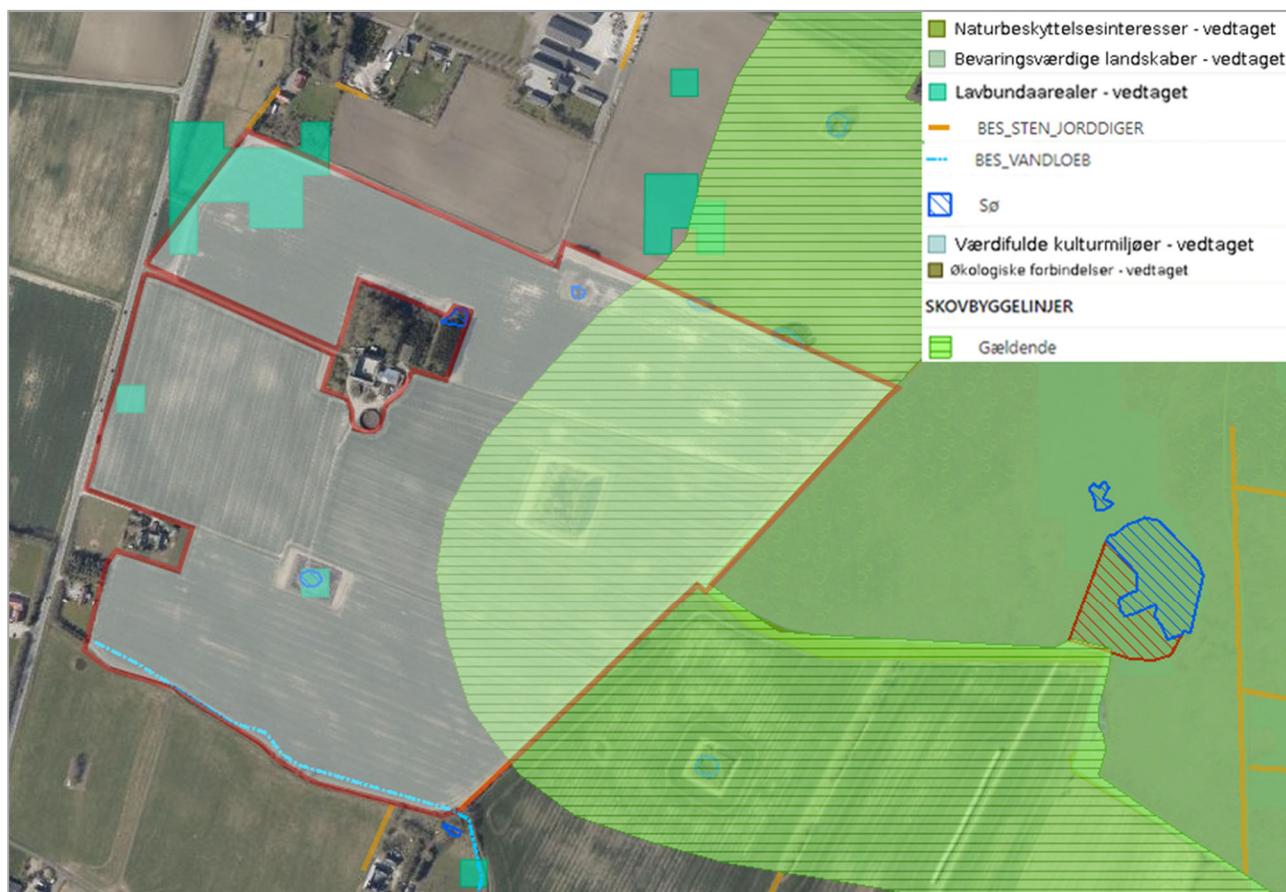 Naturbeskyttelsesinteresser - vedtaget
Bevaringsværdige landskaber - vedtaget
Lavbundaarealer - vedtaget
BES_STEN_JORDDIGER
BES_VANDLOEB
Sø
Værdifulde kulturmiljøer - vedtaget
Økologiske forbindelser - vedtaget
SKOVBYGGELINJER
Gældende